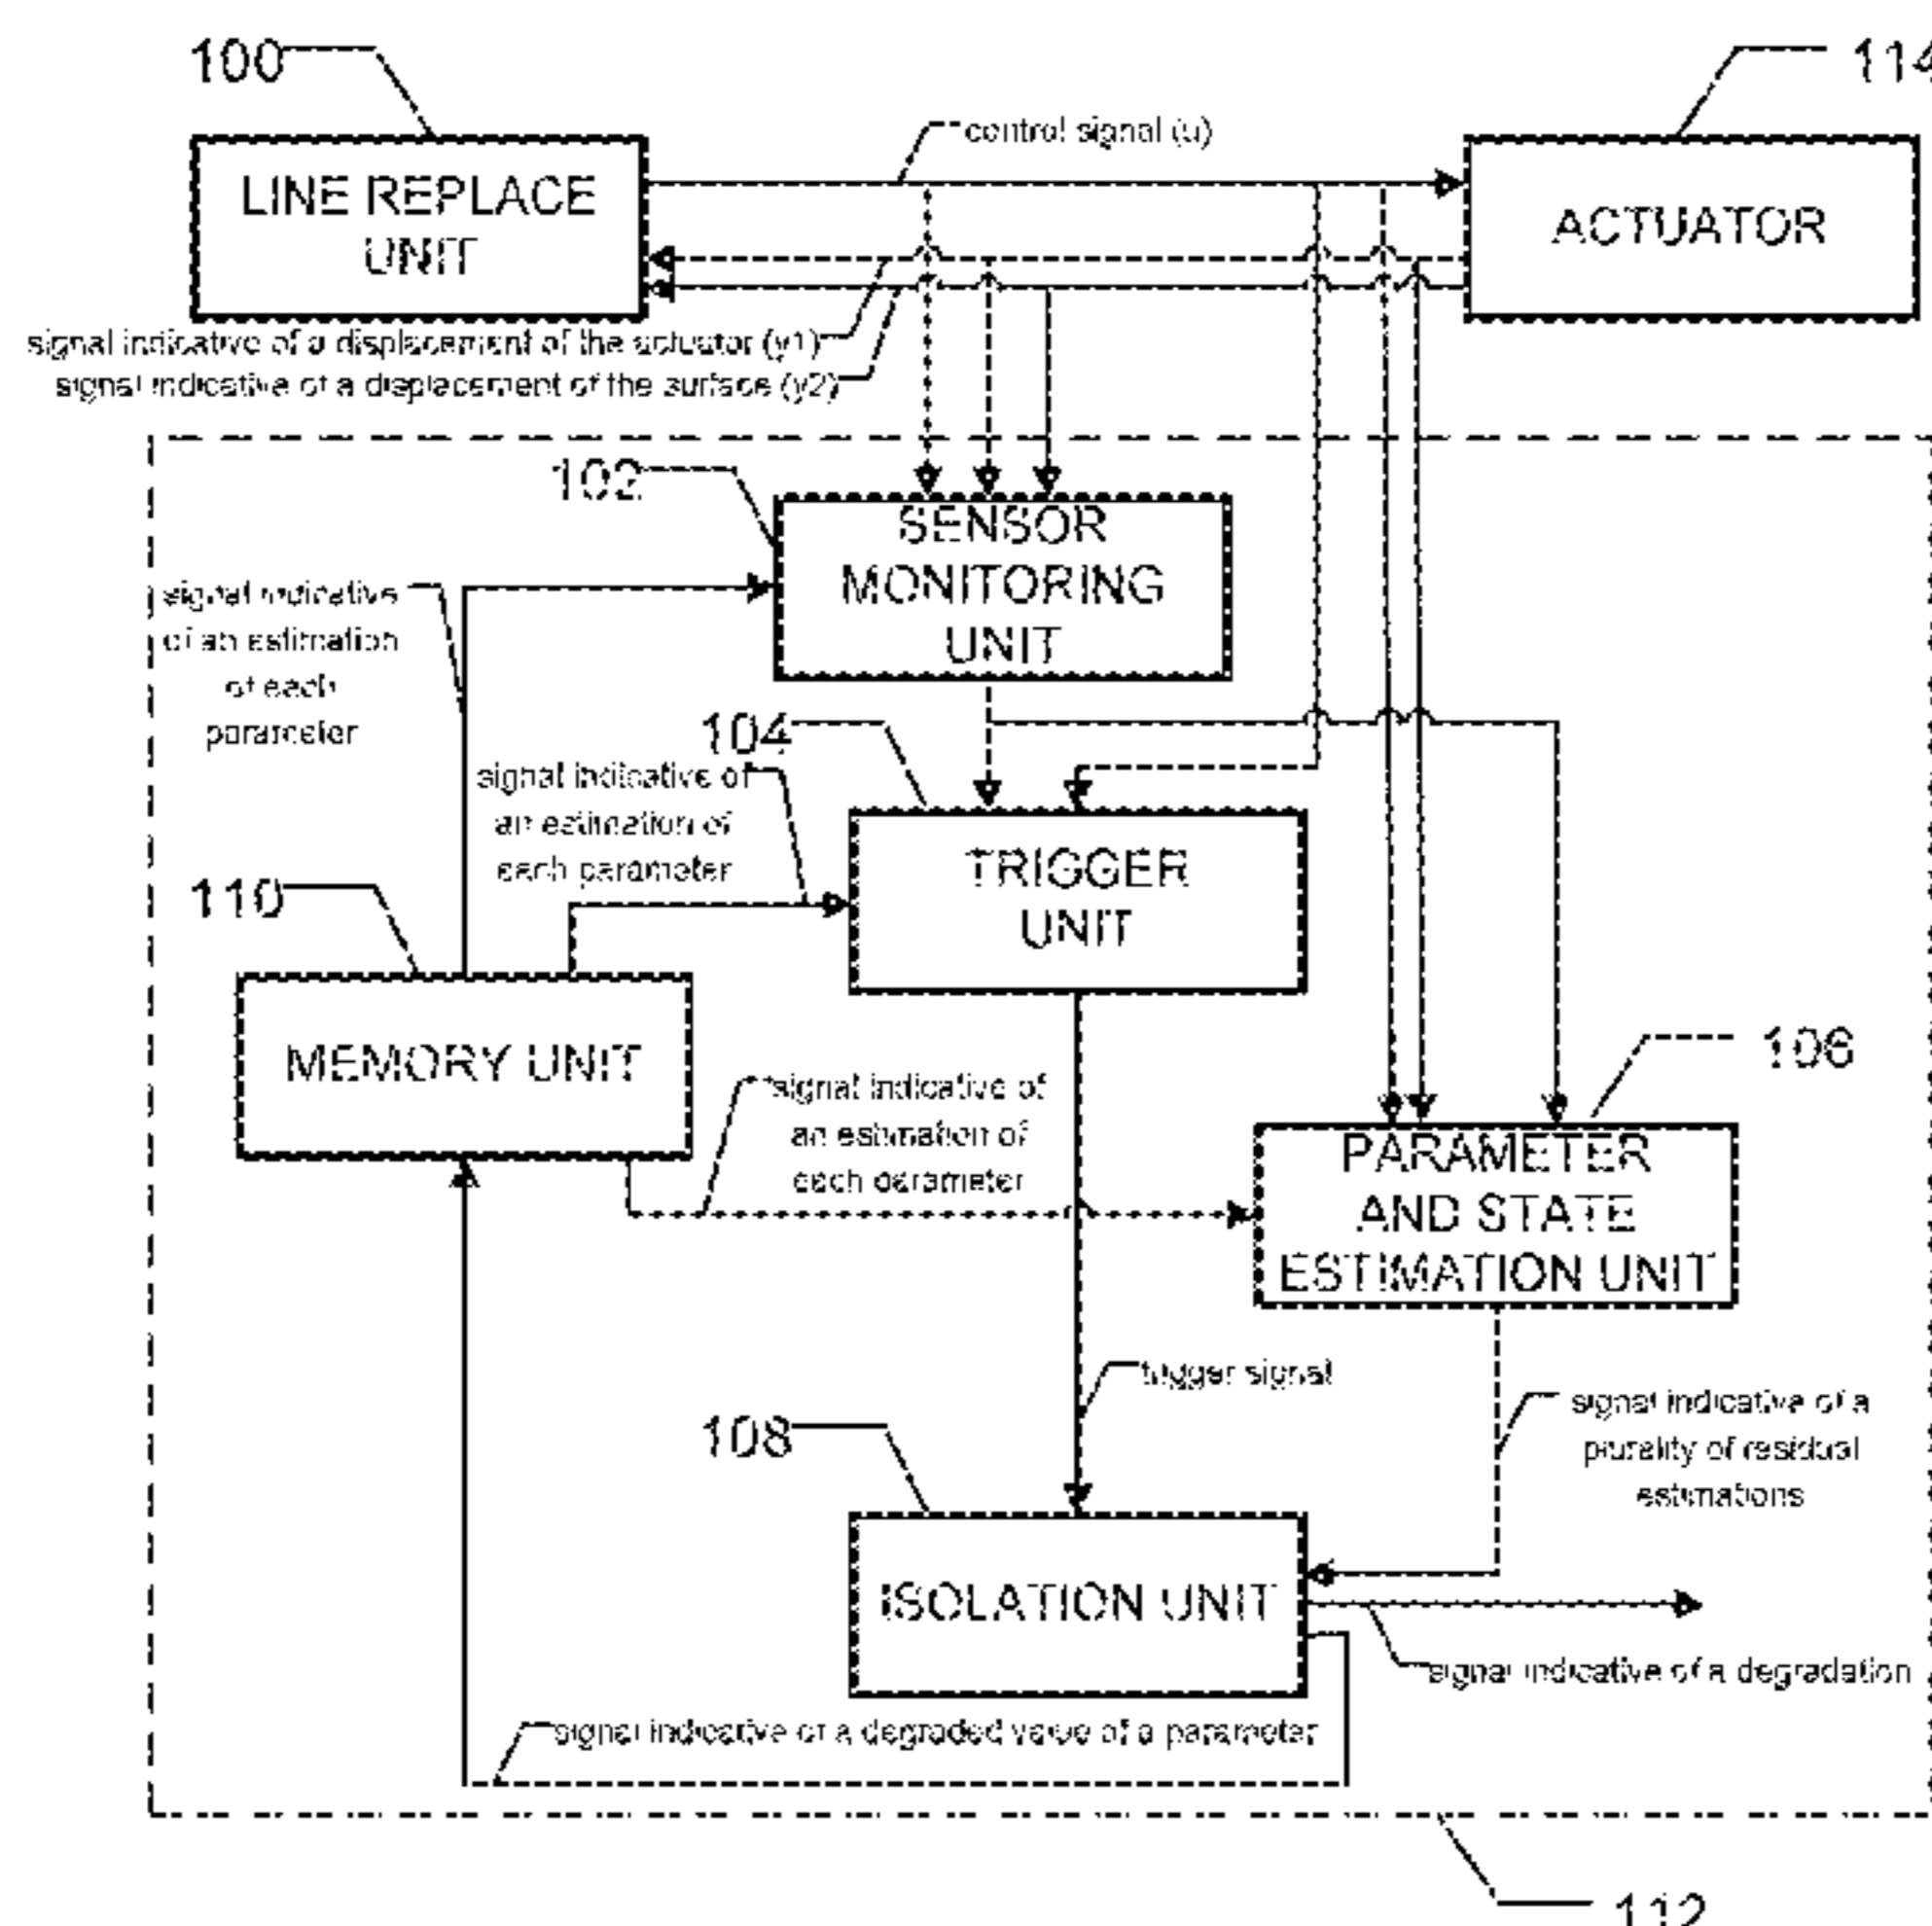 100
114
control signal (u)
LINE REPLACE
UNIT
ACTUATOR
signal indicative of a displacement of the actuator (y1)
signal indicative of a displacement of the surface (y2)
102
SENSOR
MONITORING
UNIT
signal indicative
of an estimation
of each
parameter
104
signal indicative of
an estimation of
each parameter
TRIGGER
UNIT
110
MEMORY UNIT
106
signal indicative of
an estimation of
each parameter
PARAMETER
AND STATE
ESTIMATION UNIT
trigger signal
signal indicative of a
plurality of residual
estimations
108
ISOLATION UNIT
signal indicative of a degradation
signal indicative of a degraded value of a parameter
112